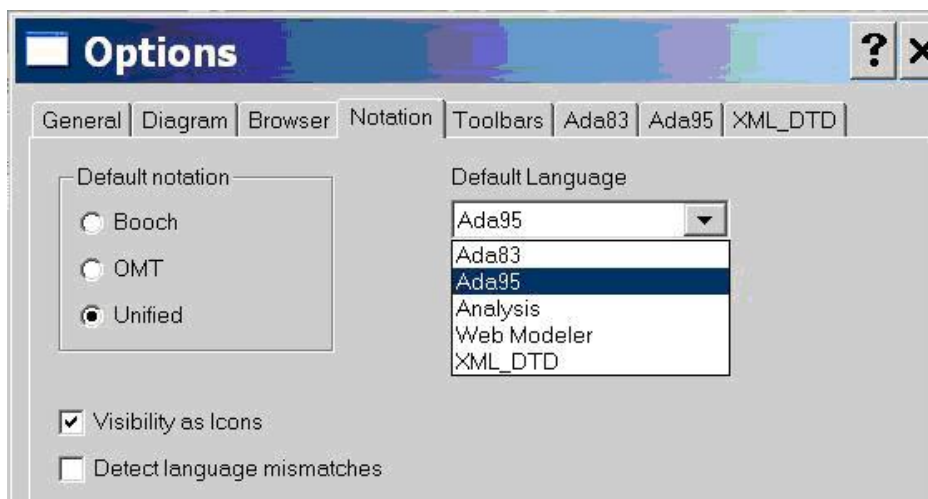 Options
General Diagram Browser Notation Toolbars Ada83 Ada95 XML_DTD
Default notation
Booch
OMT
Unified
Default Language
Ada95
Ada83
Ada95
Analysis
Web Modeler
XML_DTD
Visibility as Icons
Detect language mismatches